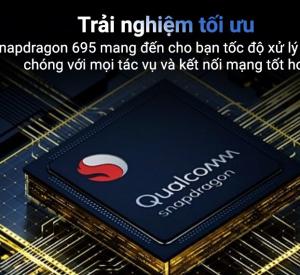 Trải nghiệm tối ưu
napdragon 695 mang đến cho bạn tốc độ xử lý
chóng với mọi tác vụ và kết nối mạng tốt hơ
Qualcomm
snapdragon